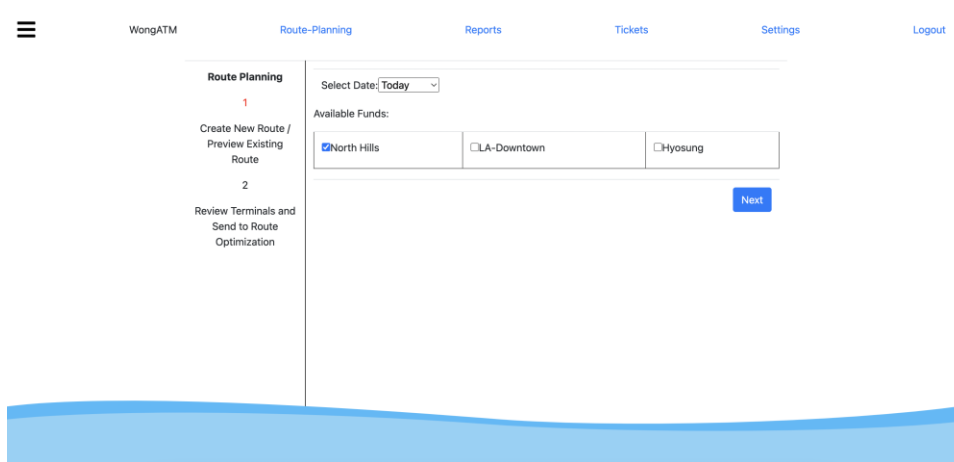 WongATM Route-Planning Reports Tickets Settings Logout
Route Planning
1
Create New Route /
Preview Existing
Route
2
Review Terminals and
Send to Route
Optimization
Select Date: Today
Available Funds:
North Hills LA-Downtown Hyosung
Next